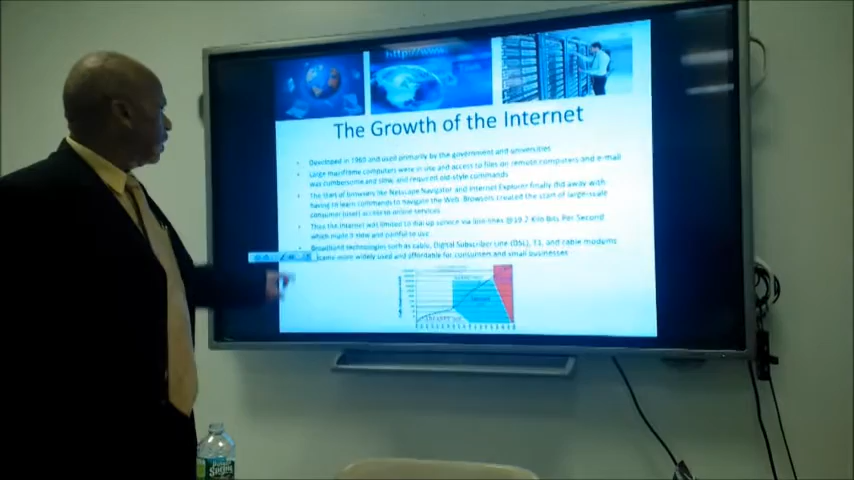 http://www.
The Growth of the Internet
• Developed in 1960 and used primarily by the government and universities
• Large mainframe computers were in use and access to files on remote computers and e-mail
was cumbersome and slow, and required old-style commands
• The start of browsers like Netscape Navigator and Internet Explorer finally did away with
having to learn commands to navigate the Web. Browsers created the start of large-scale
consumer (user) access to online services.
• Then the Internet was limited to dial up service via line sites @19.2 Kilo Bits Per Second
which made it slow and painful to use
• Broadband technologies such as cable, Digital Subscriber Line (DSL), T1, and cable modems
more widely used and affordable for consumers and small businesses
Poland
Spring